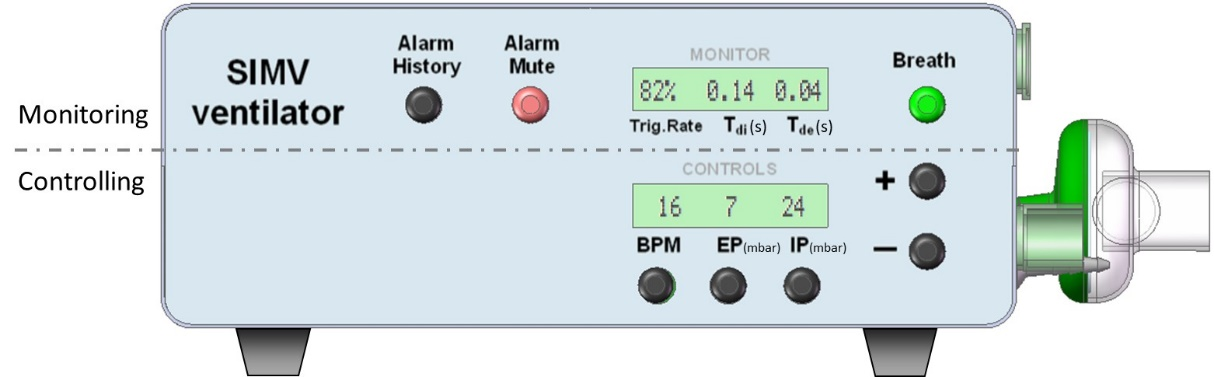 Monitoring
Controlling
SIMV
ventilator
Alarm
History
Alarm
Mute
MONITOR
82% 0.14 0.04
Trig.Rate Tdi(s) Tde(s)
Breath
CONTROLS
16 7 24
BPM EP(mbar) IP(mbar)
+
−